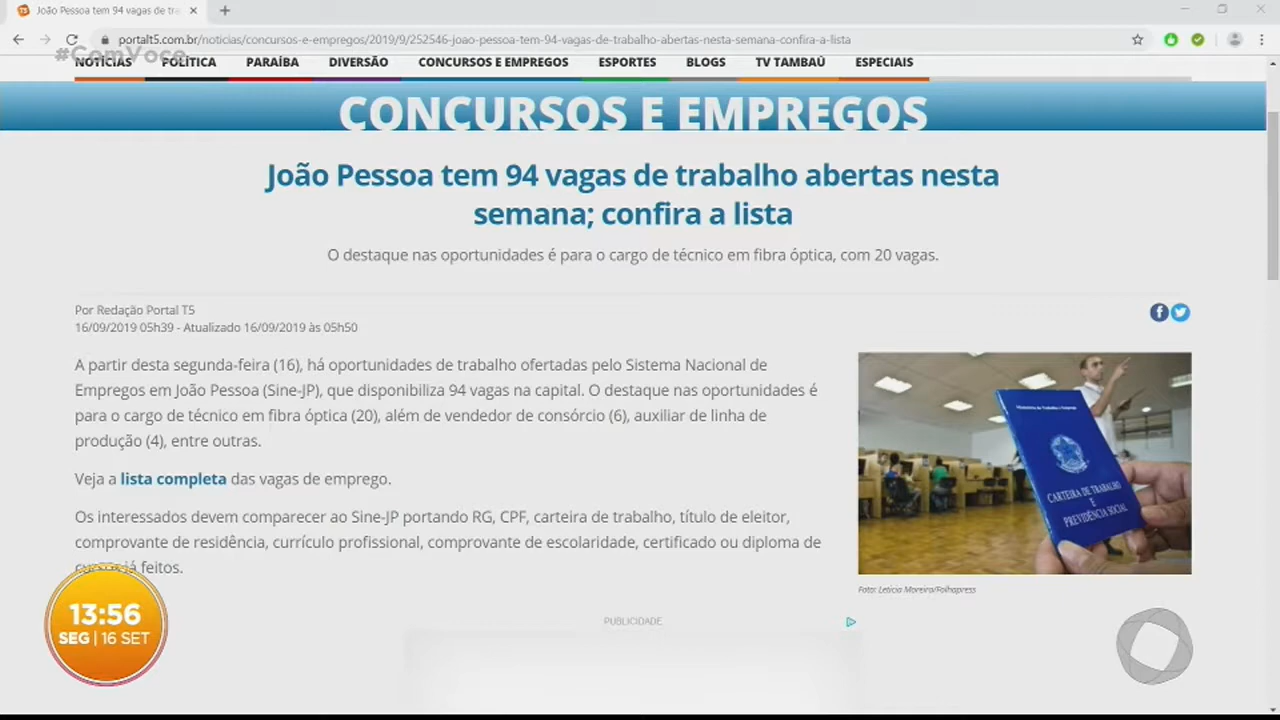 João Pessoa tem 94 vagas de tra
portalt5.com.br/noticias/concursos-e-empregos/2019/9/252546-joao-pessoa-tem-94-vagas-de-trabalho-abertas-nesta-semana-confira-a-lista
#ComVoce
NOTÍCIAS POLÍTICA PARAÍBA DIVERSÃO CONCURSOS E EMPREGOS ESPORTES BLOGS TV TAMBAÚ ESPECIAIS
CONCURSOS E EMPREGOS
João Pessoa tem 94 vagas de trabalho abertas nesta
semana; confira a lista
O destaque nas oportunidades é para o cargo de técnico em fibra óptica, com 20 vagas.
Por Redação Portal T5
16/09/2019 05h39 - Atualizado 16/09/2019 às 05h50
A partir desta segunda-feira (16), há oportunidades de trabalho ofertadas pelo Sistema Nacional de
Empregos em João Pessoa (Sine-JP), que disponibiliza 94 vagas na capital. O destaque nas oportunidades é
para o cargo de técnico em fibra óptica (20), além de vendedor de consórcio (6), auxiliar de linha de
produção (4), entre outras.
Veja a lista completa das vagas de emprego.
Os interessados devem comparecer ao Sine-JP portando RG, CPF, carteira de trabalho, título de eleitor,
comprovante de residência, currículo profissional, comprovante de escolaridade, certificado ou diploma de
já feitos.
CARTEIRA DE TRABALHO
E
PREVIDÊNCIA SOCIAL
Foto: Leticia Moreira/Folhapress
PUBLICIDADE
13:56
SEG | 16 SET